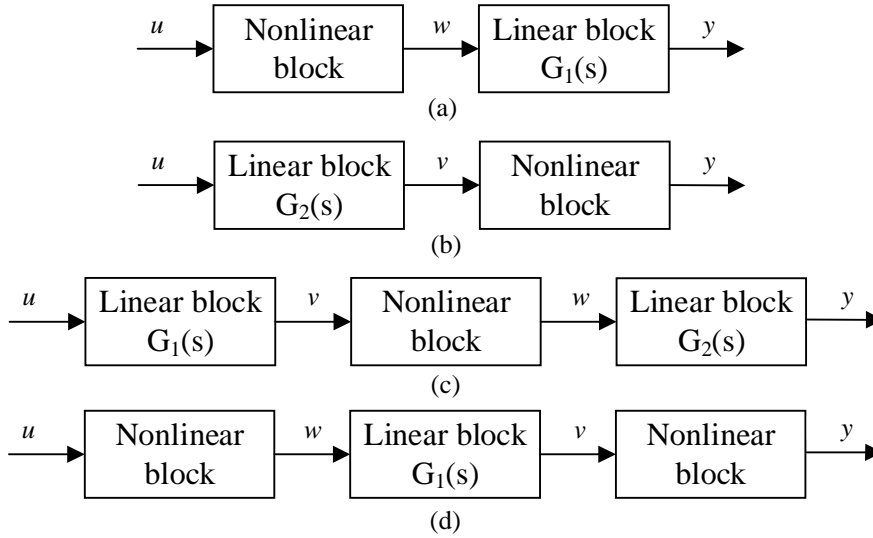 u Nonlinear block w Linear block G₁(s) y
(a)
u Linear block G₂(s) v Nonlinear block y
(b)
u Linear block G₁(s) v Nonlinear block w Linear block G₂(s) y
(c)
u Nonlinear block w Linear block G₁(s) v Nonlinear block y
(d)